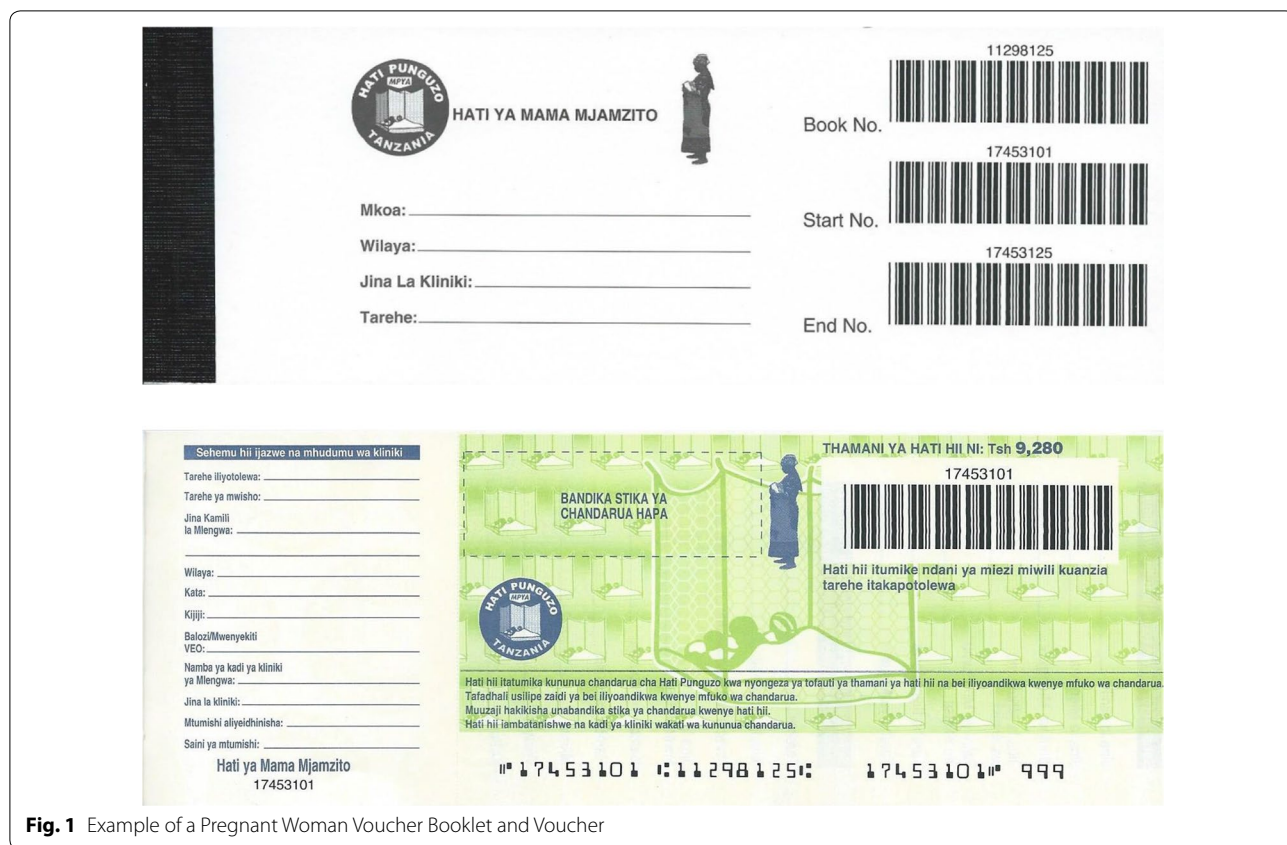 HATI PUNGUZO
MPYA
TANZANIA
HATI YA MAMA MJAMZITO
Mkoa:
Wilaya:
Jina La Kliniki:
Tarehe:
11298125
Book No.
17453101
Start No.
17453125
End No.
Sehemu hii ijazwe na mhudumu wa kliniki
Tarehe iliyotolewa:
Tarehe ya mwisho:
Jina Kamili
la Mlengwa:
Wilaya:
Kata:
Kijiji:
Balozi/Mwenyekiti
VEO:
Namba ya kadi ya kliniki
ya Mlengwa:
Jina la kliniki:
Mtumishi aliyeidhinisha:
Saini ya mtumishi:
Hati ya Mama Mjamzito
17453101
BANDIKA STIKA YA
CHANDARUA HAPA
THAMANI YA HATI HII NI: Tsh 9,280
17453101
Hati hii itumike ndani ya miezi miwili kuanzia
tarehe itakapotolewa
HATI PUNGUZO
MPYA
TANZANIA
Hati hii itatumika kununua chandarua cha Hati Punguzo kwa nyongeza ya tofauti ya thamani ya hati hii na bei iliyoandikwa kwenye mfuko wa chandarua.
Tafadhali usilipe zaidi ya bei iliyoandikwa kwenye mfuko wa chandarua.
Muuzaji hakikisha unabandika stika ya chandarua kwenye hati hii.
Hati hii iambatanishwe na kadi ya kliniki wakati wa kununua chandarua.
⑈17453101 ⑆11298125⑆ 17453101⑈ 999
Fig. 1 Example of a Pregnant Woman Voucher Booklet and Voucher